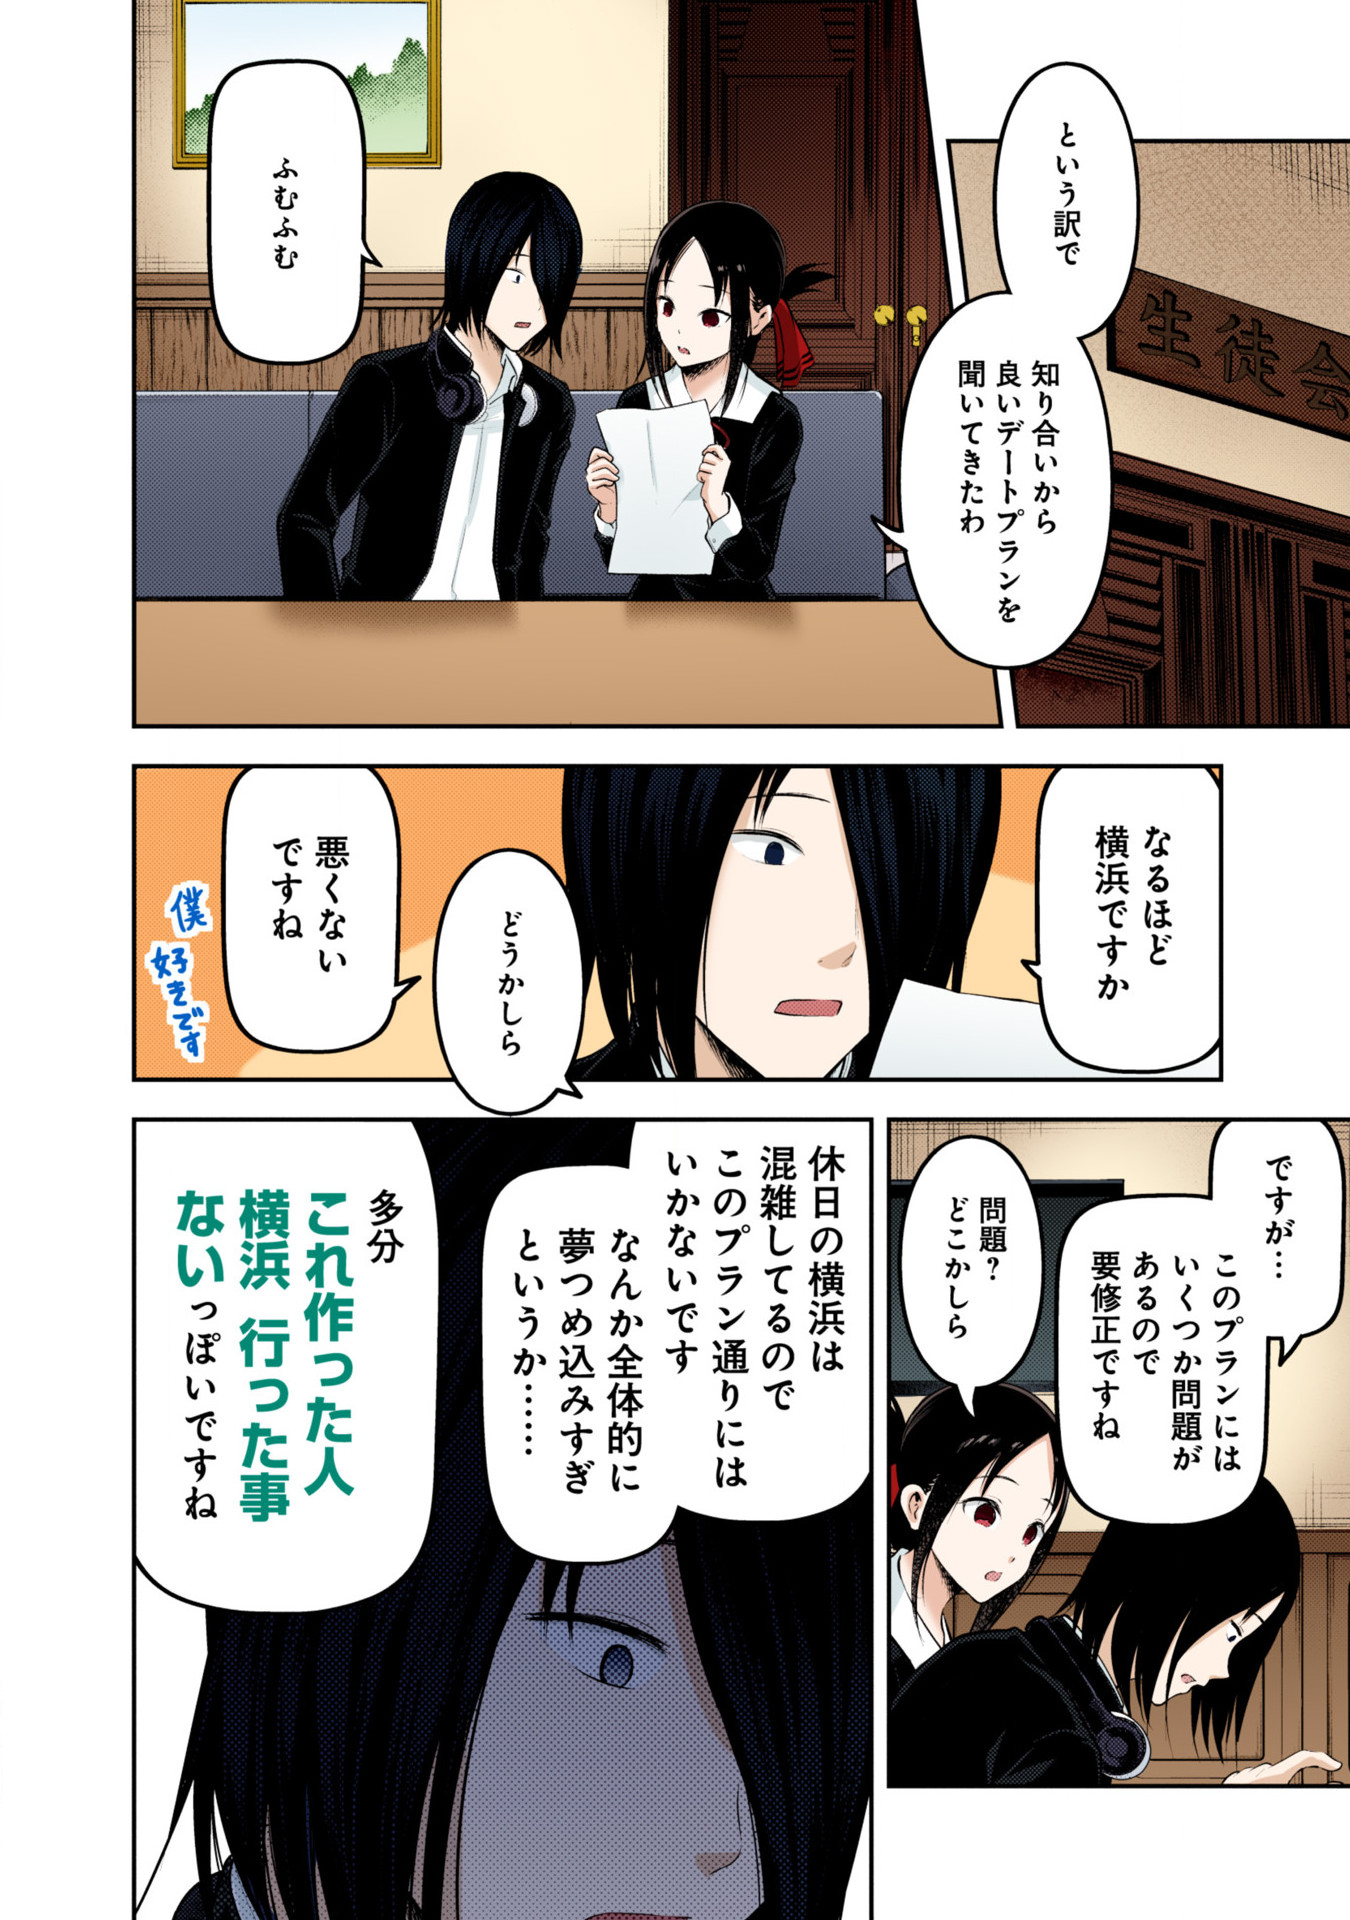 生徒会
という訳で
知り合いから
良いデートプランを
聞いてきたわ
ふむふむ
なるほど
横浜ですか
どうかしら
悪くない
ですね
僕
好きです
ですが…
このプランには
いくつか問題が
あるので
要修正ですね
問題?
どこかしら
休日の横浜は
混雑してるので
このプラン通りには
いかないです
なんか全体的に
夢つめ込みすぎ
というか……
多分
これ作った人
横浜 行った事
ないっぽいですね